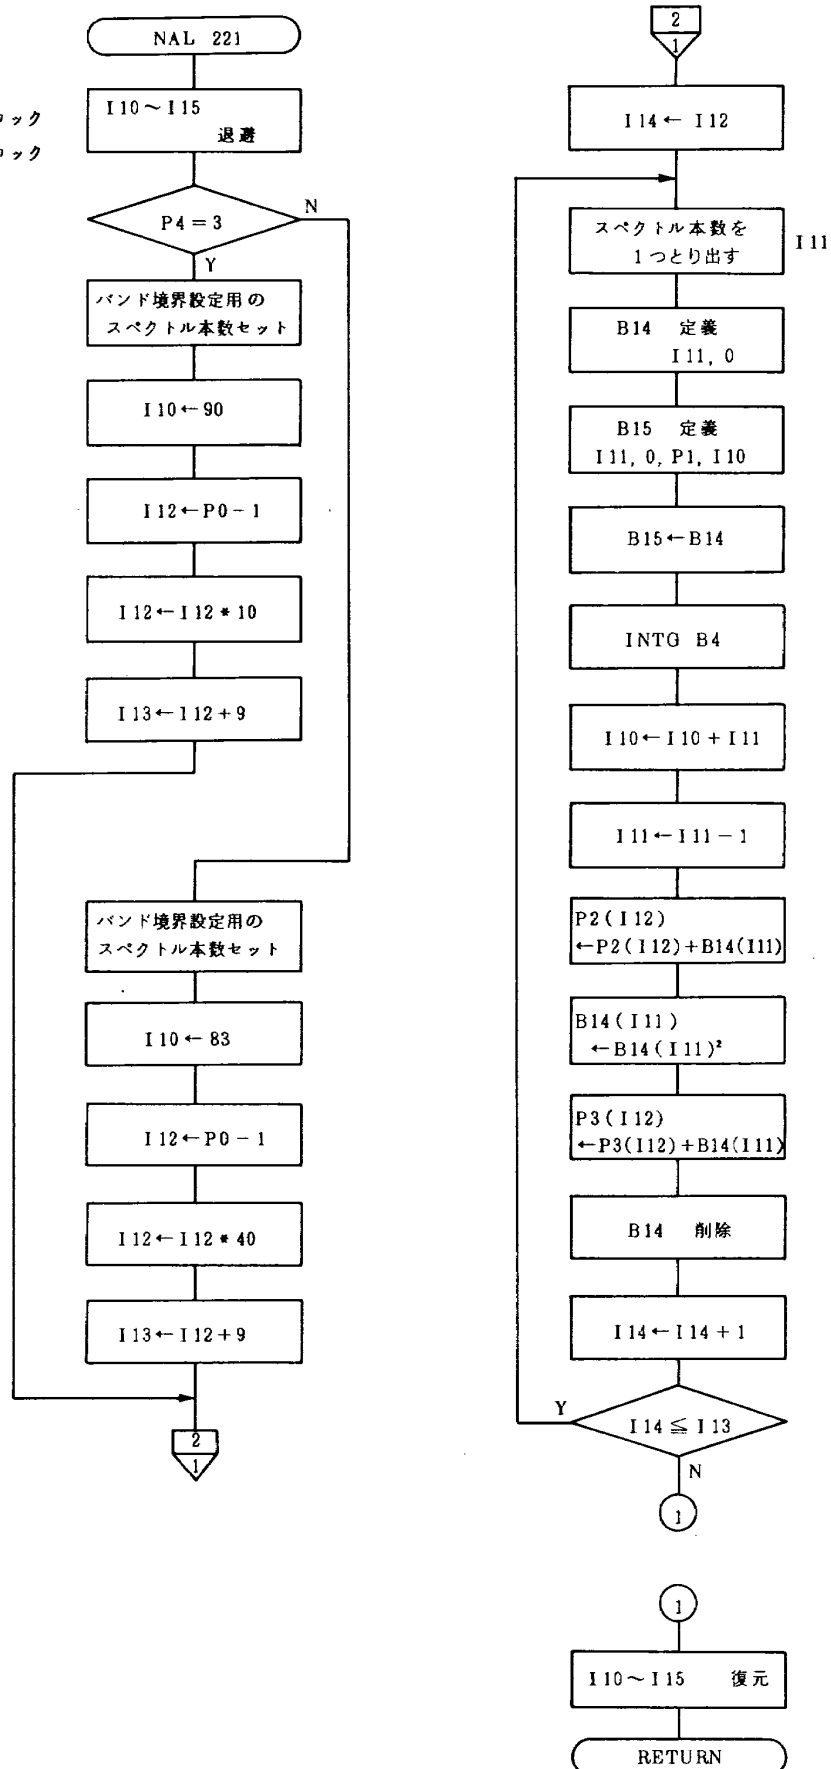 NAL 221
ロック
ロック
I10～I15
退避
P4＝3
N
Y
バンド境界設定用の
スペクトル本数セット
I10←90
I12←P0－1
I12←I12＊10
I13←I12＋9
バンド境界設定用の
スペクトル本数セット
I10←83
I12←P0－1
I12←I12＊40
I13←I12＋9
2
1
2
1
I14← I12
スペクトル本数を
1つとり出す
I11
B14 定義
I11, 0
B15 定義
I11, 0, P1, I10
B15←B14
INTG B4
I10←I10＋I11
I11←I11－1
P2(I12)
←P2(I12)+B14(I11)
B14(I11)
←B14(I11)²
P3(I12)
←P3(I12)+B14(I11)
B14 削除
I14←I14＋1
Y
I14≦I13
N
1
1
I10～I15 復元
RETURN